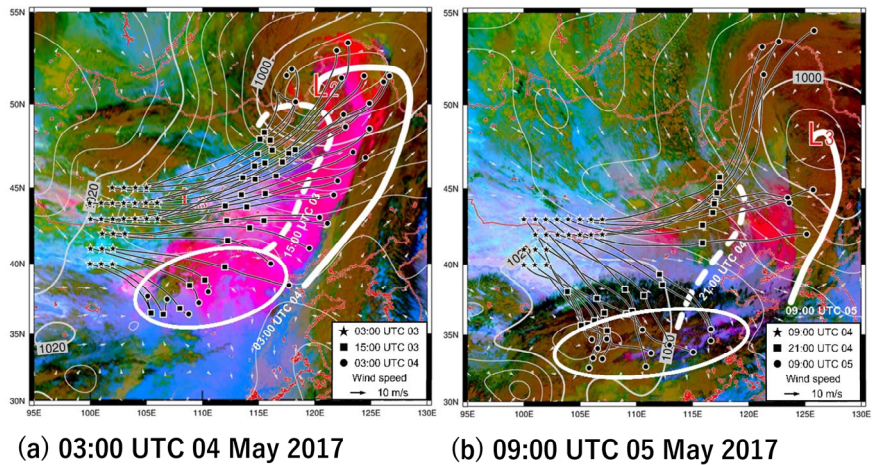 (a)
(b)
55N
50N
45N
40N
35N
30N
95E 100E 105E 110E 115E 120E 125E 130E
1000
1020
1020
L2
15:00 UTC 03
03:00 UTC 04
★ 03:00 UTC 03
■ 15:00 UTC 03
● 03:00 UTC 04
Wind speed
→ 10 m/s
55N
50N
45N
40N
35N
30N
95E 100E 105E 110E 115E 120E 125E 130E
1000
1020
1020
L3
21:00 UTC 04
09:00 UTC 05
★ 09:00 UTC 04
■ 21:00 UTC 04
● 09:00 UTC 05
Wind speed
→ 10 m/s
(a) 03:00 UTC 04 May 2017
(b) 09:00 UTC 05 May 2017